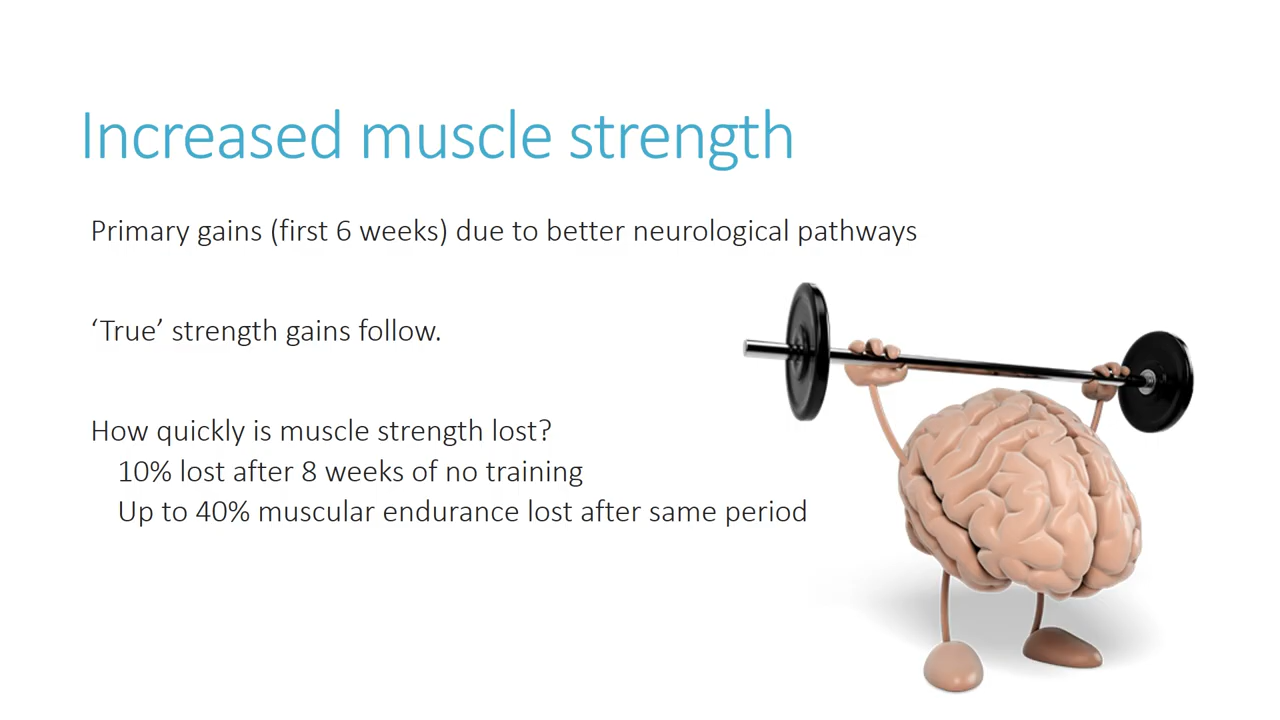 Increased muscle strength
Primary gains (first 6 weeks) due to better neurological pathways
‘True’ strength gains follow.
How quickly is muscle strength lost?
10% lost after 8 weeks of no training
Up to 40% muscular endurance lost after same period